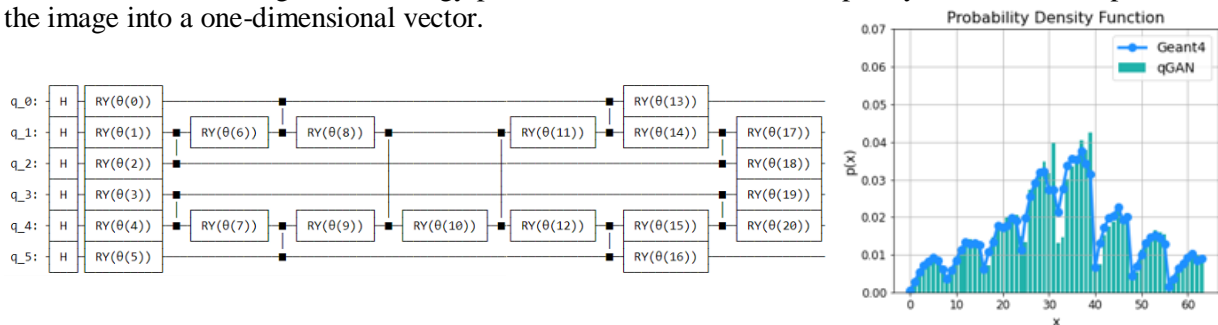 the image into a one-dimensional vector.
q_0: H RY(θ(0)) RY(θ(13))
q_1: H RY(θ(1)) RY(θ(6)) RY(θ(8)) RY(θ(11)) RY(θ(14)) RY(θ(17))
q_2: H RY(θ(2)) RY(θ(18))
q_3: H RY(θ(3)) RY(θ(19))
q_4: H RY(θ(4)) RY(θ(7)) RY(θ(9)) RY(θ(10)) RY(θ(12)) RY(θ(15)) RY(θ(20))
q_5: H RY(θ(5)) RY(θ(16))
Probability Density Function
Geant4
qGAN
p(x)
0.07
0.06
0.05
0.04
0.03
0.02
0.01
0.00
0 10 20 30 40 50 60
x